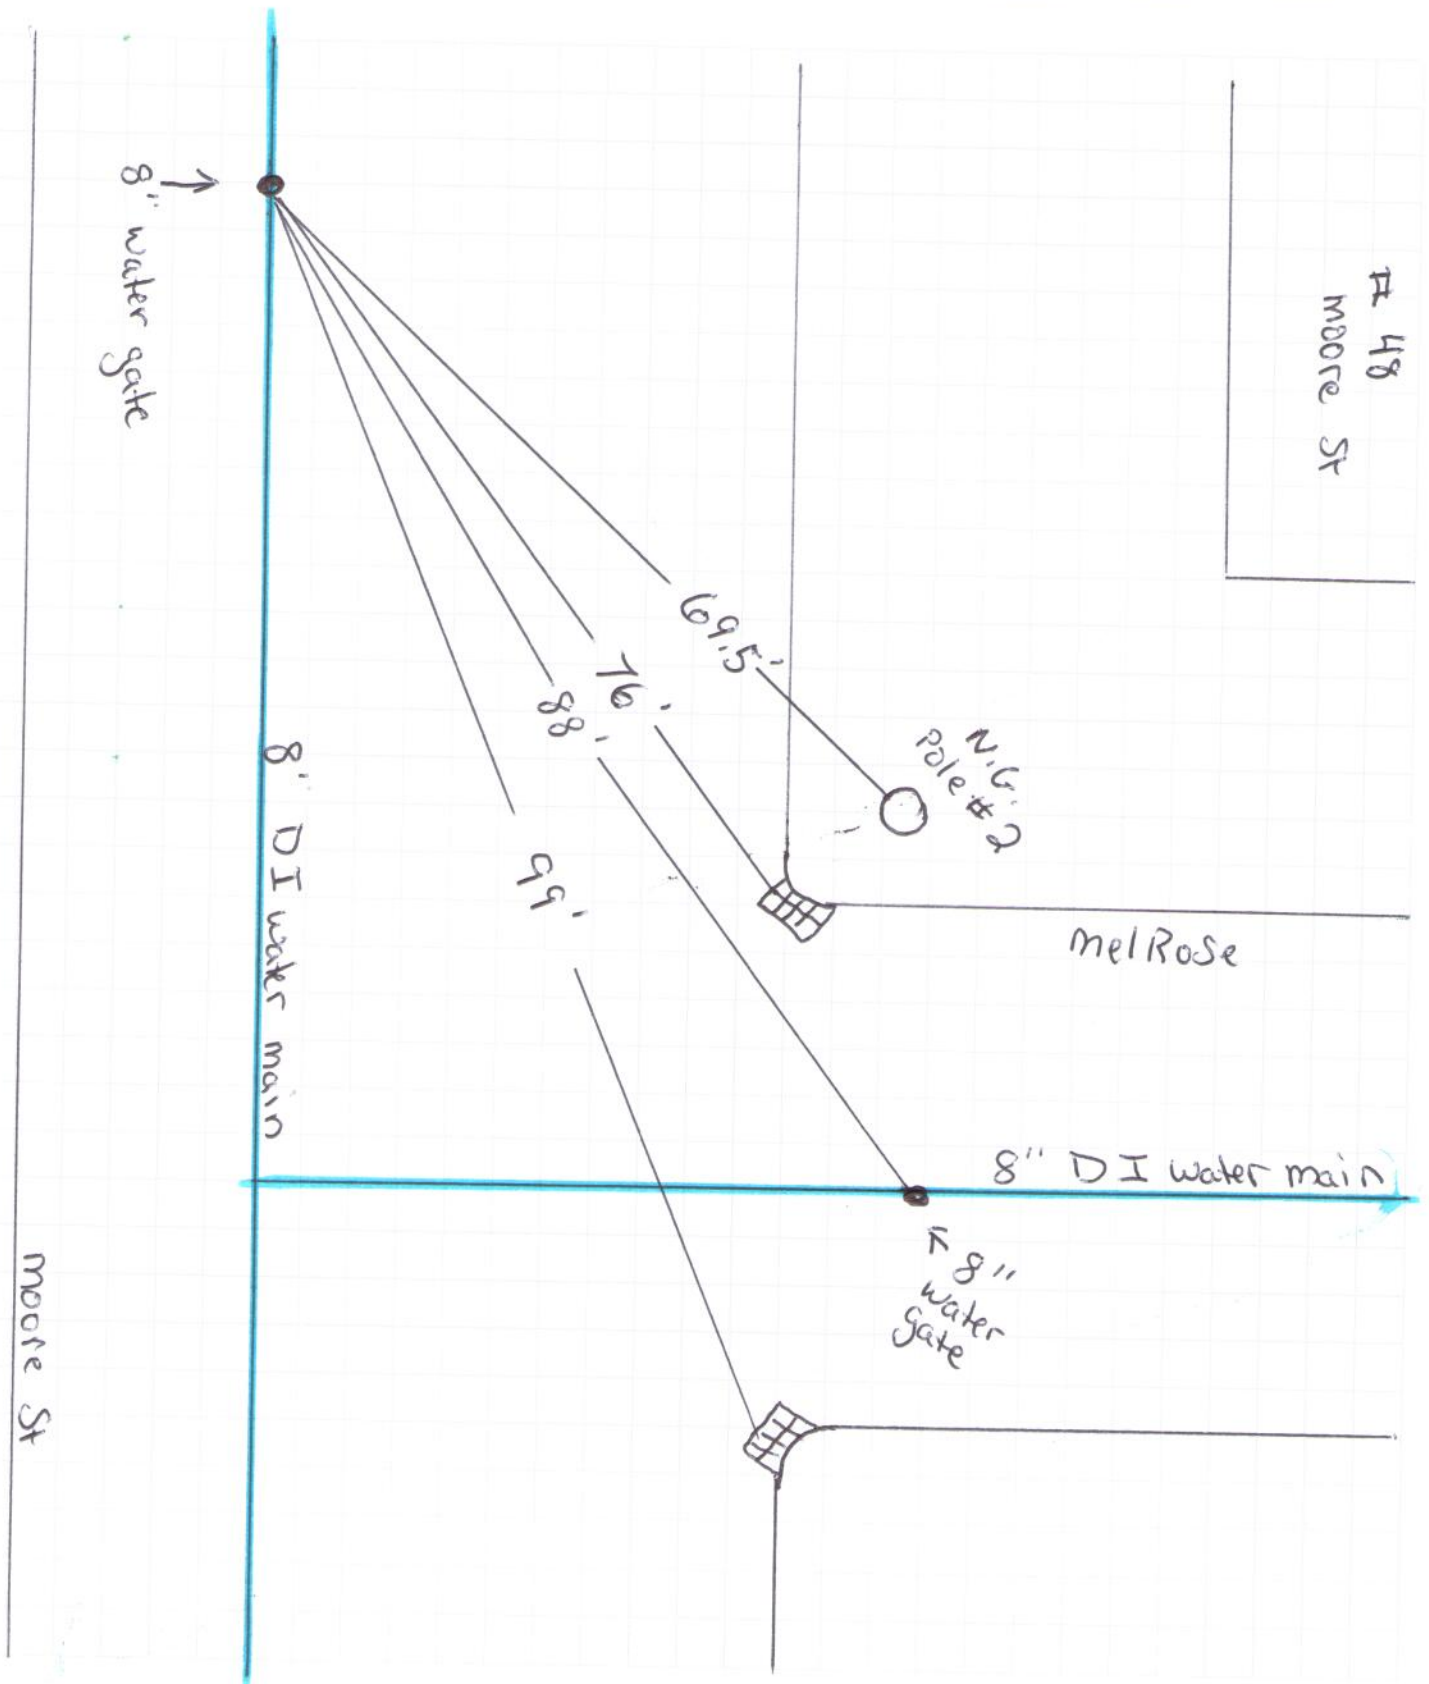 # 48
moore St
8" water gate
69.5'
76'
88'
N.G.
Pole # 2
99'
8" DI water main
melRose
8" DI water main
8"
water
gate
moore St